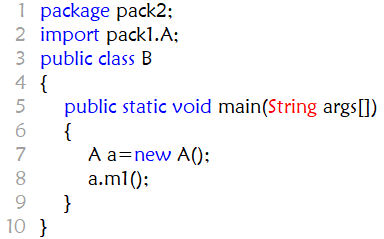 1 package pack2;
2 import pack1.A;
3 public class B
4 {
5 public static void main(String args[])
6 {
7 A a=new A();
8 a.m1();
9 }
10 }